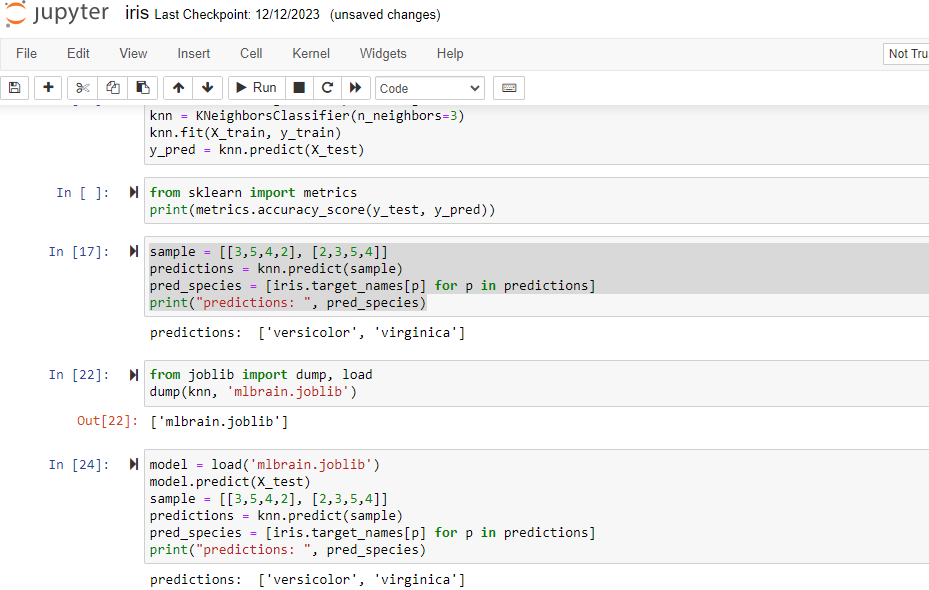 jupyter iris Last Checkpoint: 12/12/2023 (unsaved changes)
File Edit View Insert Cell Kernel Widgets Help Not Tru
Run Code
knn = KNeighborsClassifier(n_neighbors=3)
knn.fit(X_train, y_train)
y_pred = knn.predict(X_test)
In [ ]: from sklearn import metrics
print(metrics.accuracy_score(y_test, y_pred))
In [17]: sample = [[3,5,4,2], [2,3,5,4]]
predictions = knn.predict(sample)
pred_species = [iris.target_names[p] for p in predictions]
print("predictions: ", pred_species)
predictions:  ['versicolor', 'virginica']
In [22]: from joblib import dump, load
dump(knn, 'mlbrain.joblib')
Out[22]: ['mlbrain.joblib']
In [24]: model = load('mlbrain.joblib')
model.predict(X_test)
sample = [[3,5,4,2], [2,3,5,4]]
predictions = knn.predict(sample)
pred_species = [iris.target_names[p] for p in predictions]
print("predictions: ", pred_species)
predictions:  ['versicolor', 'virginica']